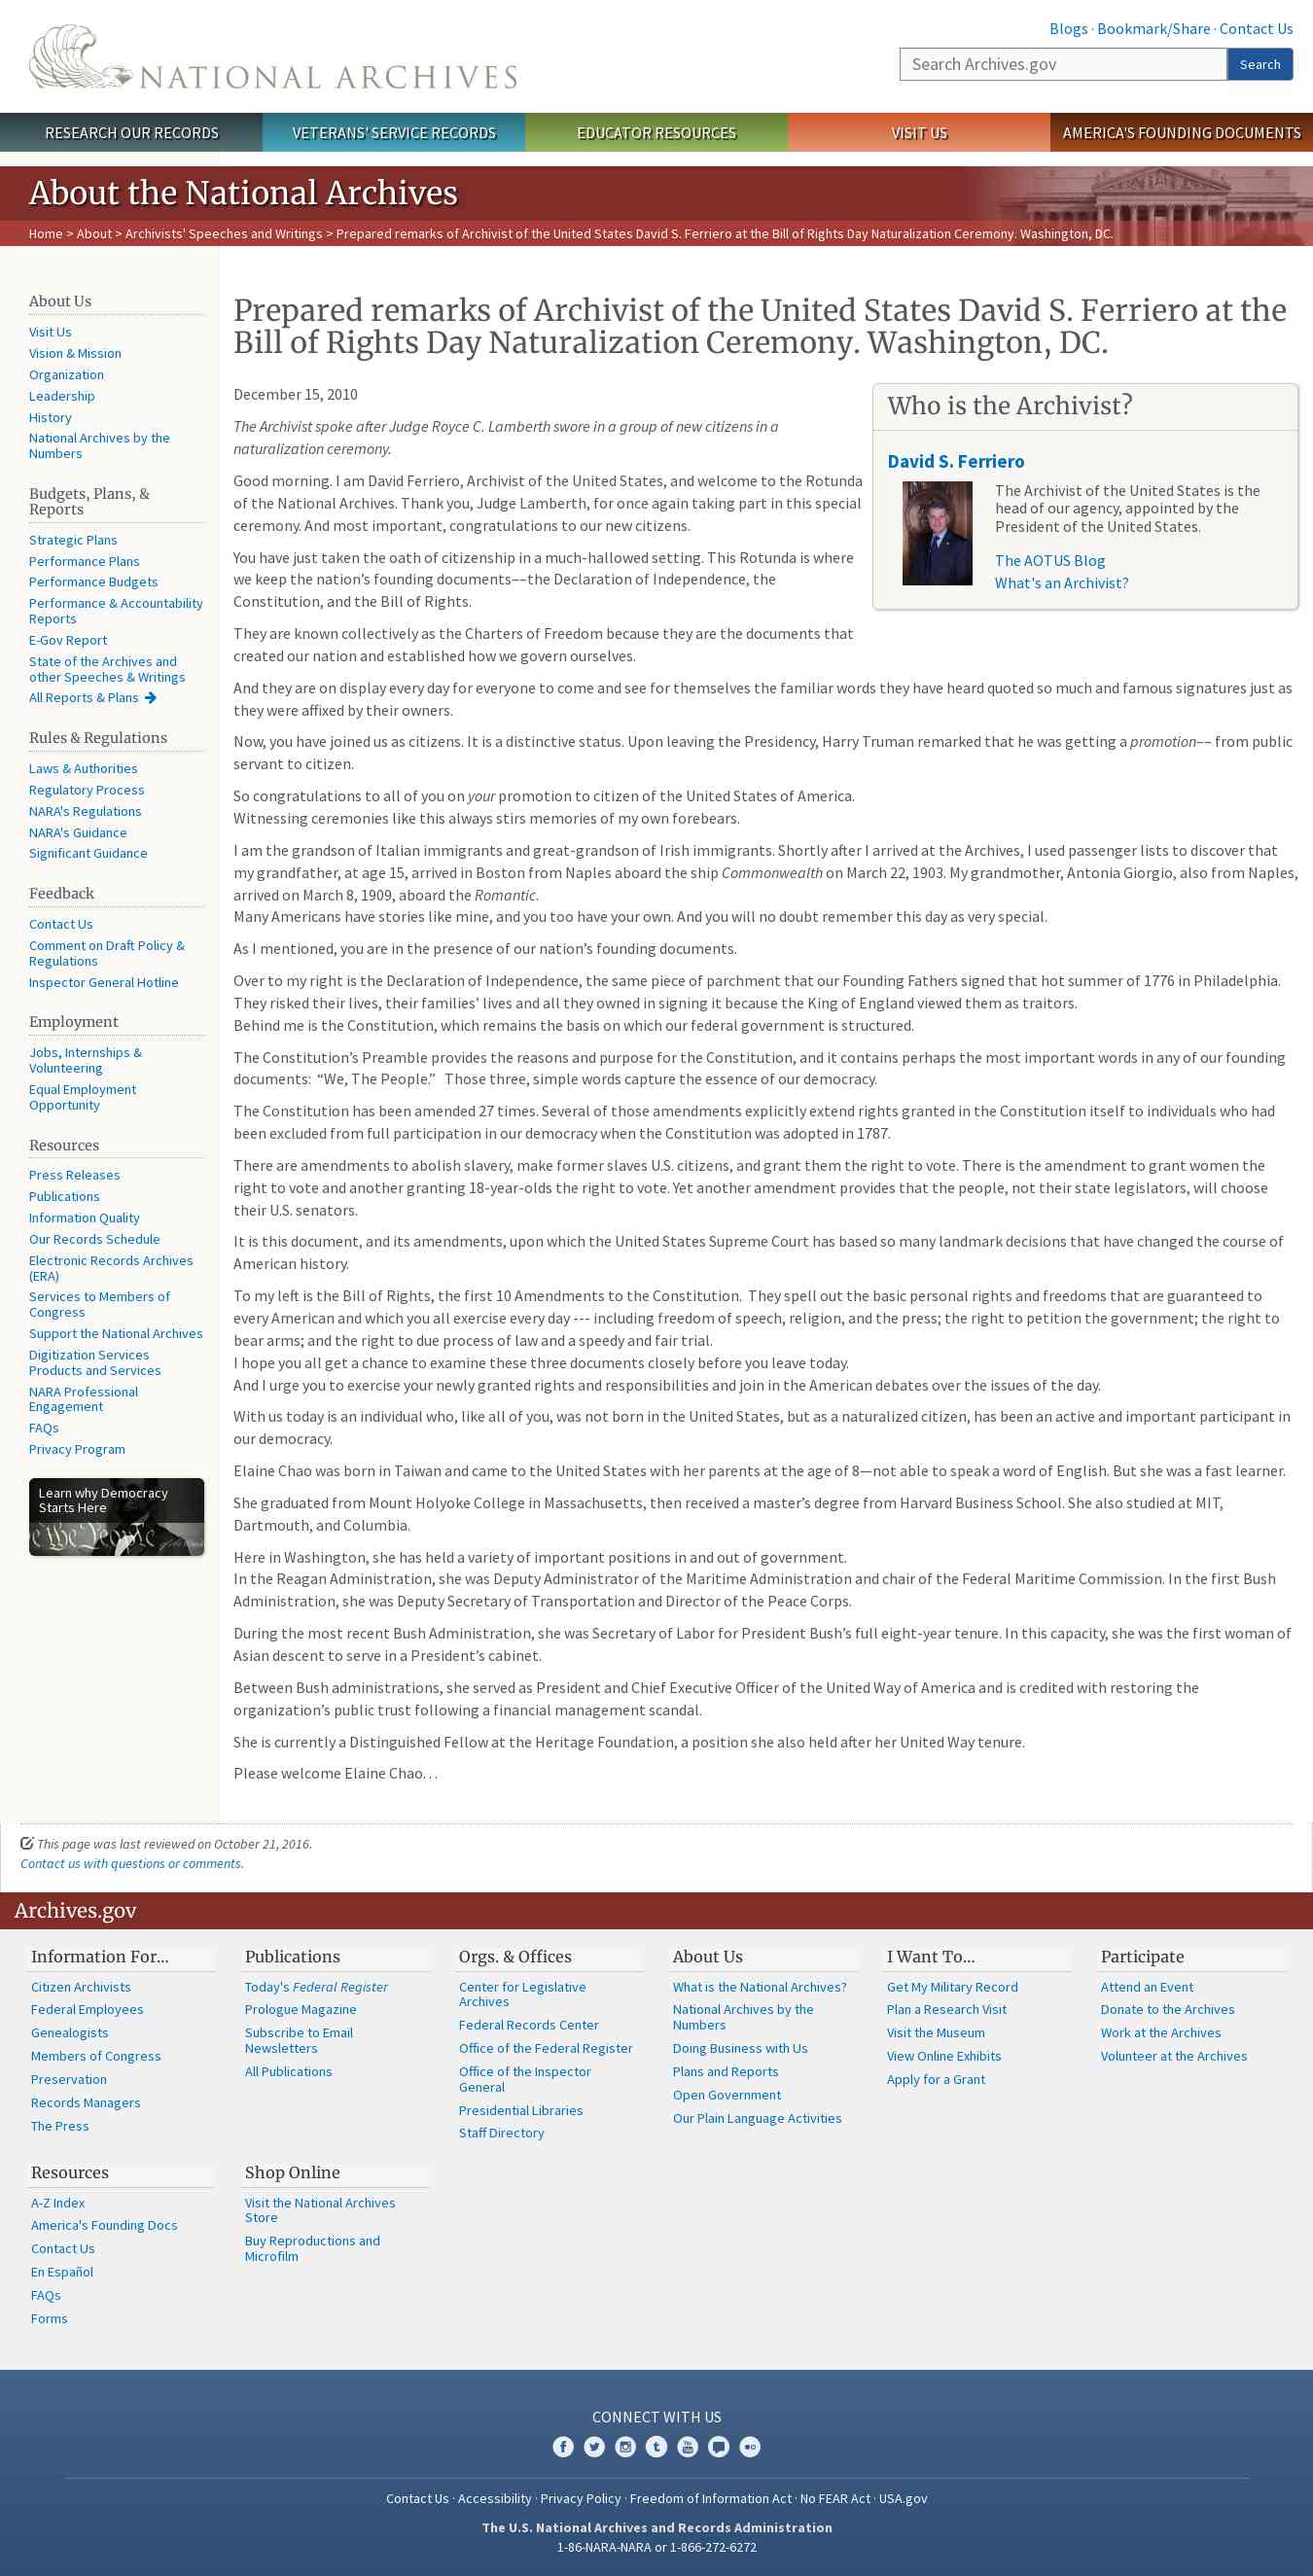 Blogs · Bookmark/Share · Contact Us
NATIONAL ARCHIVES
Search Archives.gov
Search
RESEARCH OUR RECORDS
VETERANS' SERVICE RECORDS
EDUCATOR RESOURCES
VISIT US
AMERICA'S FOUNDING DOCUMENTS
About the National Archives
Home > About > Archivists' Speeches and Writings > Prepared remarks of Archivist of the United States David S. Ferriero at the Bill of Rights Day Naturalization Ceremony. Washington, DC.
About Us
Visit Us
Vision & Mission
Organization
Leadership
History
National Archives by the
Numbers
Budgets, Plans, &
Reports
Strategic Plans
Performance Plans
Performance Budgets
Performance & Accountability
Reports
E-Gov Report
State of the Archives and
other Speeches & Writings
All Reports & Plans
Rules & Regulations
Laws & Authorities
Regulatory Process
NARA's Regulations
NARA's Guidance
Significant Guidance
Feedback
Contact Us
Comment on Draft Policy &
Regulations
Inspector General Hotline
Employment
Jobs, Internships &
Volunteering
Equal Employment
Opportunity
Resources
Press Releases
Publications
Information Quality
Our Records Schedule
Electronic Records Archives
(ERA)
Services to Members of
Congress
Support the National Archives
Digitization Services
Products and Services
NARA Professional
Engagement
FAQs
Privacy Program
Learn why Democracy
Starts Here
We the People
Prepared remarks of Archivist of the United States David S. Ferriero at the
Bill of Rights Day Naturalization Ceremony. Washington, DC.
December 15, 2010
The Archivist spoke after Judge Royce C. Lamberth swore in a group of new citizens in a
naturalization ceremony.
Good morning. I am David Ferriero, Archivist of the United States, and welcome to the Rotunda
of the National Archives. Thank you, Judge Lamberth, for once again taking part in this special
ceremony. And most important, congratulations to our new citizens.
You have just taken the oath of citizenship in a much-hallowed setting. This Rotunda is where
we keep the nation’s founding documents––the Declaration of Independence, the
Constitution, and the Bill of Rights.
They are known collectively as the Charters of Freedom because they are the documents that
created our nation and established how we govern ourselves.
Who is the Archivist?
David S. Ferriero
The Archivist of the United States is the
head of our agency, appointed by the
President of the United States.
The AOTUS Blog
What's an Archivist?
And they are on display every day for everyone to come and see for themselves the familiar words they have heard quoted so much and famous signatures just as
they were affixed by their owners.
Now, you have joined us as citizens. It is a distinctive status. Upon leaving the Presidency, Harry Truman remarked that he was getting a promotion–– from public
servant to citizen.
So congratulations to all of you on your promotion to citizen of the United States of America.
Witnessing ceremonies like this always stirs memories of my own forebears.
I am the grandson of Italian immigrants and great-grandson of Irish immigrants. Shortly after I arrived at the Archives, I used passenger lists to discover that
my grandfather, at age 15, arrived in Boston from Naples aboard the ship Commonwealth on March 22, 1903. My grandmother, Antonia Giorgio, also from Naples,
arrived on March 8, 1909, aboard the Romantic.
Many Americans have stories like mine, and you too have your own. And you will no doubt remember this day as very special.
As I mentioned, you are in the presence of our nation’s founding documents.
Over to my right is the Declaration of Independence, the same piece of parchment that our Founding Fathers signed that hot summer of 1776 in Philadelphia.
They risked their lives, their families’ lives and all they owned in signing it because the King of England viewed them as traitors.
Behind me is the Constitution, which remains the basis on which our federal government is structured.
The Constitution’s Preamble provides the reasons and purpose for the Constitution, and it contains perhaps the most important words in any of our founding
documents: “We, The People.” Those three, simple words capture the essence of our democracy.
The Constitution has been amended 27 times. Several of those amendments explicitly extend rights granted in the Constitution itself to individuals who had
been excluded from full participation in our democracy when the Constitution was adopted in 1787.
There are amendments to abolish slavery, make former slaves U.S. citizens, and grant them the right to vote. There is the amendment to grant women the
right to vote and another granting 18-year-olds the right to vote. Yet another amendment provides that the people, not their state legislators, will choose
their U.S. senators.
It is this document, and its amendments, upon which the United States Supreme Court has based so many landmark decisions that have changed the course of
American history.
To my left is the Bill of Rights, the first 10 Amendments to the Constitution. They spell out the basic personal rights and freedoms that are guaranteed to
every American and which you all exercise every day --- including freedom of speech, religion, and the press; the right to petition the government; the right to
bear arms; and the right to due process of law and a speedy and fair trial.
I hope you all get a chance to examine these three documents closely before you leave today.
And I urge you to exercise your newly granted rights and responsibilities and join in the American debates over the issues of the day.
With us today is an individual who, like all of you, was not born in the United States, but as a naturalized citizen, has been an active and important participant in
our democracy.
Elaine Chao was born in Taiwan and came to the United States with her parents at the age of 8—not able to speak a word of English. But she was a fast learner.
She graduated from Mount Holyoke College in Massachusetts, then received a master’s degree from Harvard Business School. She also studied at MIT,
Dartmouth, and Columbia.
Here in Washington, she has held a variety of important positions in and out of government.
In the Reagan Administration, she was Deputy Administrator of the Maritime Administration and chair of the Federal Maritime Commission. In the first Bush
Administration, she was Deputy Secretary of Transportation and Director of the Peace Corps.
During the most recent Bush Administration, she was Secretary of Labor for President Bush’s full eight-year tenure. In this capacity, she was the first woman of
Asian descent to serve in a President’s cabinet.
Between Bush administrations, she served as President and Chief Executive Officer of the United Way of America and is credited with restoring the
organization’s public trust following a financial management scandal.
She is currently a Distinguished Fellow at the Heritage Foundation, a position she also held after her United Way tenure.
Please welcome Elaine Chao. . .
This page was last reviewed on October 21, 2016.
Contact us with questions or comments.
Archives.gov
Information For…
Citizen Archivists
Federal Employees
Genealogists
Members of Congress
Preservation
Records Managers
The Press
Publications
Today's Federal Register
Prologue Magazine
Subscribe to Email
Newsletters
All Publications
Orgs. & Offices
Center for Legislative
Archives
Federal Records Center
Office of the Federal Register
Office of the Inspector
General
Presidential Libraries
Staff Directory
About Us
What is the National Archives?
National Archives by the
Numbers
Doing Business with Us
Plans and Reports
Open Government
Our Plain Language Activities
I Want To…
Get My Military Record
Plan a Research Visit
Visit the Museum
View Online Exhibits
Apply for a Grant
Participate
Attend an Event
Donate to the Archives
Work at the Archives
Volunteer at the Archives
Resources
A-Z Index
America's Founding Docs
Contact Us
En Español
FAQs
Forms
Shop Online
Visit the National Archives
Store
Buy Reproductions and
Microfilm
CONNECT WITH US
Contact Us · Accessibility · Privacy Policy · Freedom of Information Act · No FEAR Act · USA.gov
The U.S. National Archives and Records Administration
1-86-NARA-NARA or 1-866-272-6272